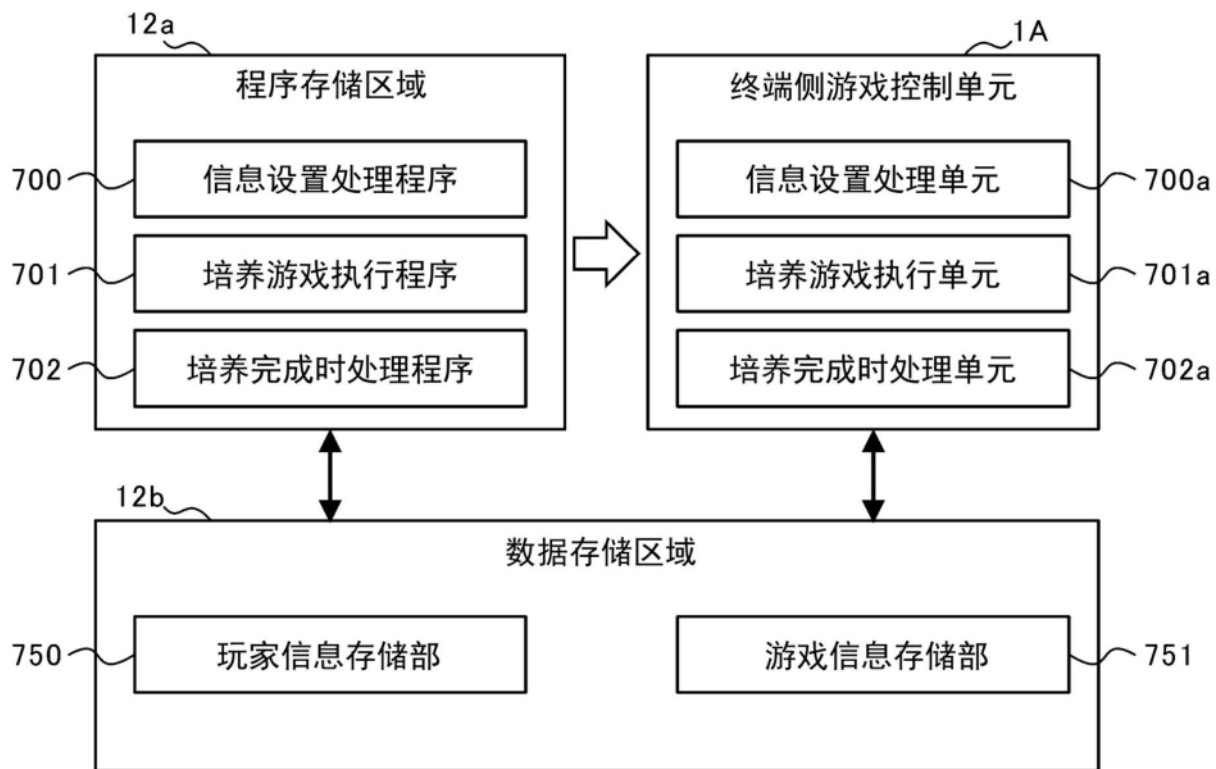 12a
程序存储区域
700
信息设置处理程序
701
培养游戏执行程序
702
培养完成时处理程序
1A
终端侧游戏控制单元
信息设置处理单元
700a
培养游戏执行单元
701a
培养完成时处理单元
702a
12b
数据存储区域
750
玩家信息存储部
游戏信息存储部
751